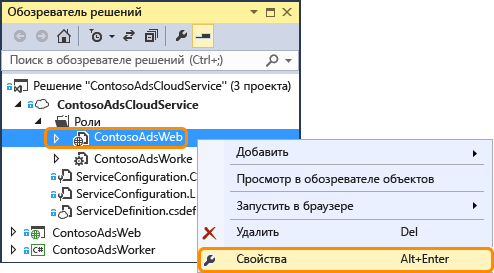 Обозреватель решений
Поиск в обозревателе решений (Ctrl+;)
Решение "ContosoAdsCloudService" (3 проекта)
ContosoAdsCloudService
Роли
ContosoAdsWeb
ContosoAdsWorke
ServiceConfiguration.C
ServiceConfiguration.L
ServiceDefinition.csdef
ContosoAdsWeb
C# ContosoAdsWorker
Добавить
Просмотр в обозревателе объектов
Запустить в браузере
Удалить Del
Свойства Alt+Enter